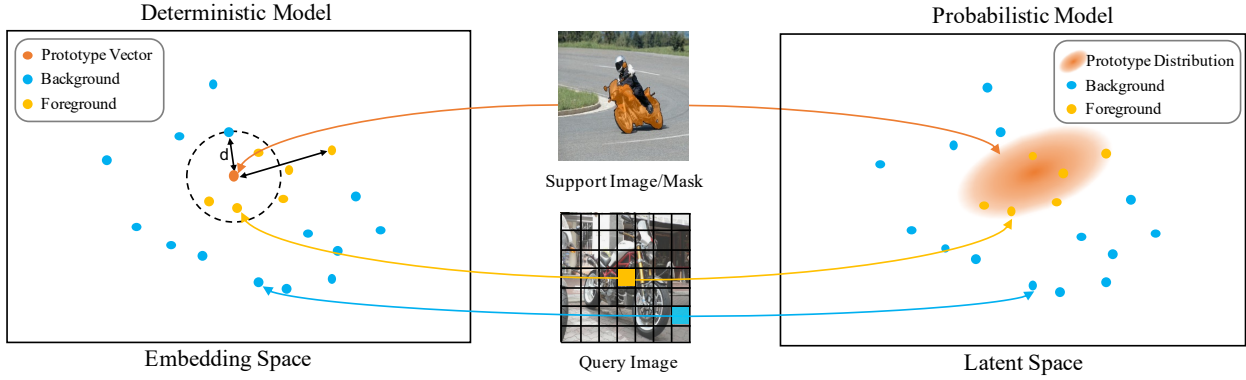 Deterministic Model
Prototype Vector
Background
Foreground
d
Embedding Space
Support Image/Mask
Query Image
Probabilistic Model
Prototype Distribution
Background
Foreground
Latent Space